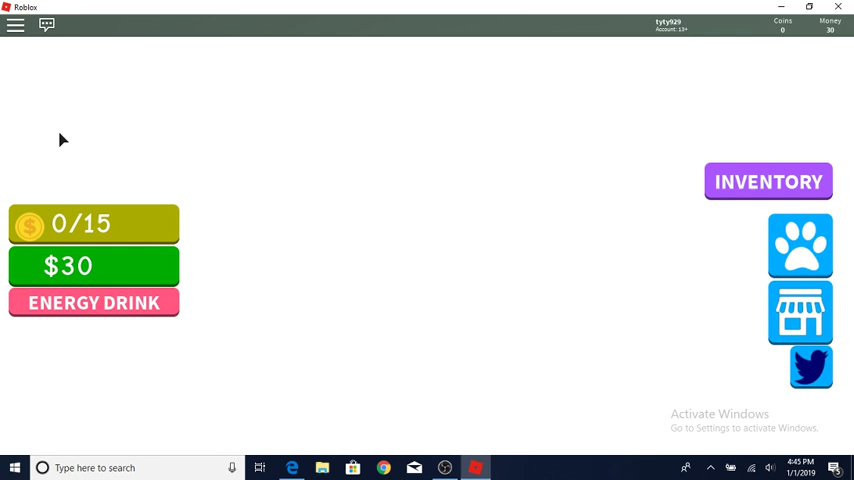 Roblox
tyty929
Account: 13+
Coins
0
Money
30
INVENTORY
$ 0/15
$30
ENERGY DRINK
Activate Windows
Go to Settings to activate Windows.
Type here to search
4:45 PM
1/1/2019
5